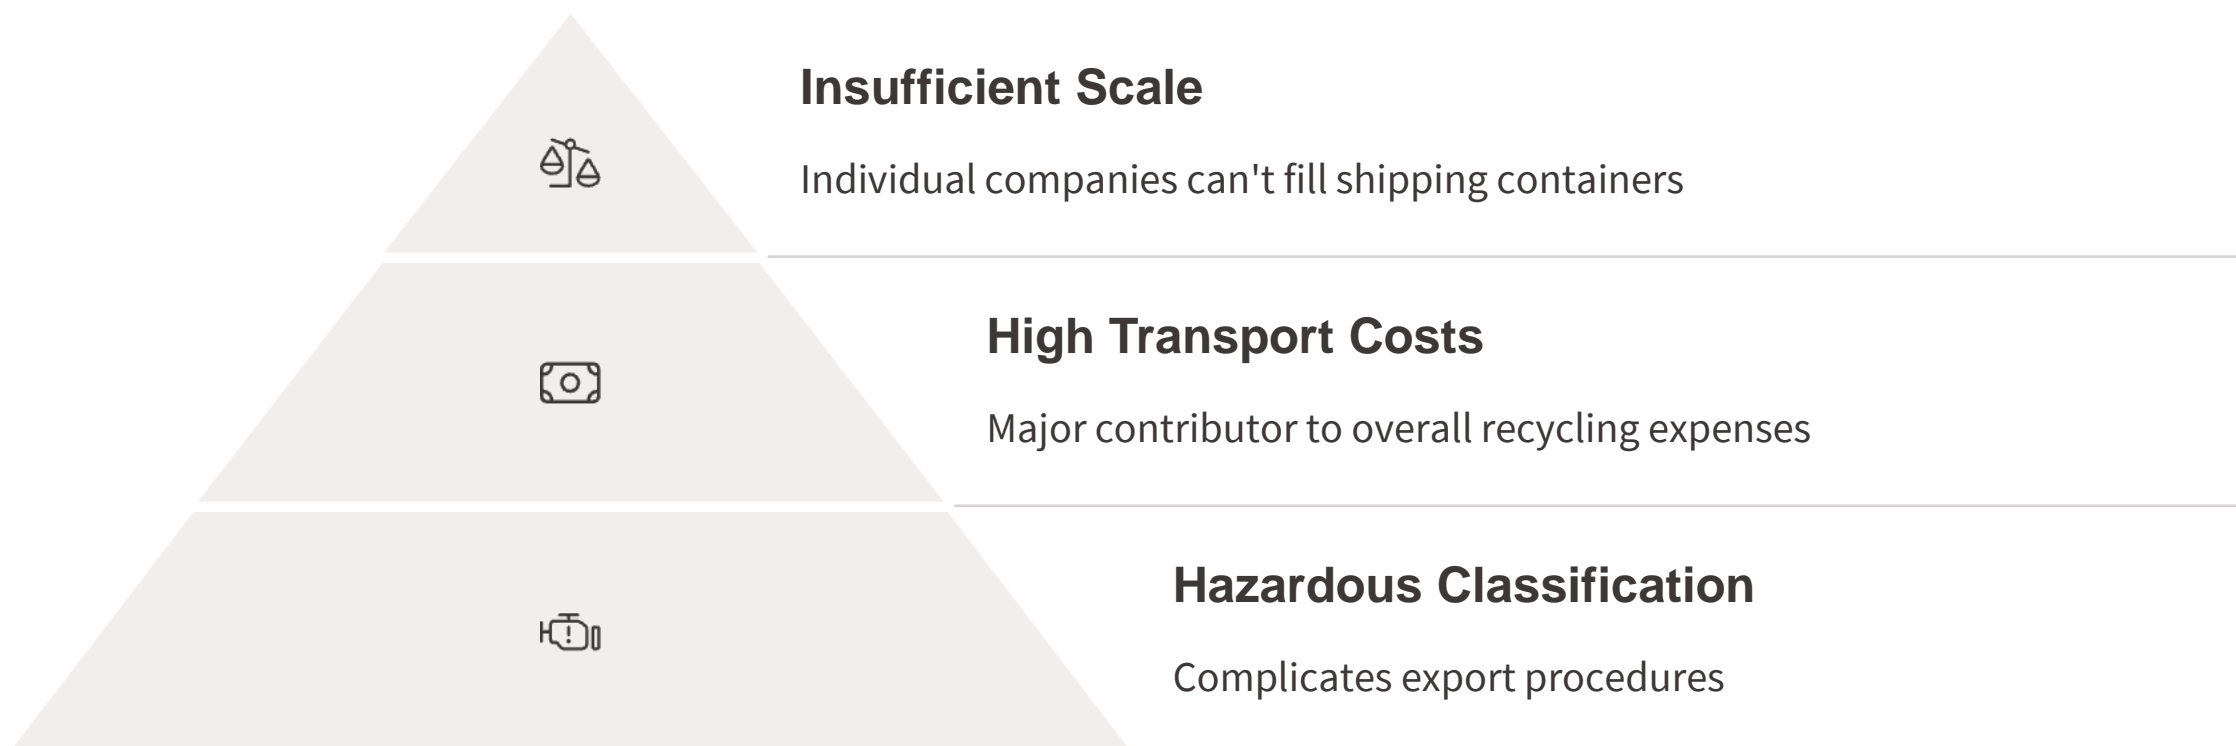 Insufficient Scale
Individual companies can't fill shipping containers
High Transport Costs
Major contributor to overall recycling expenses
Hazardous Classification
Complicates export procedures